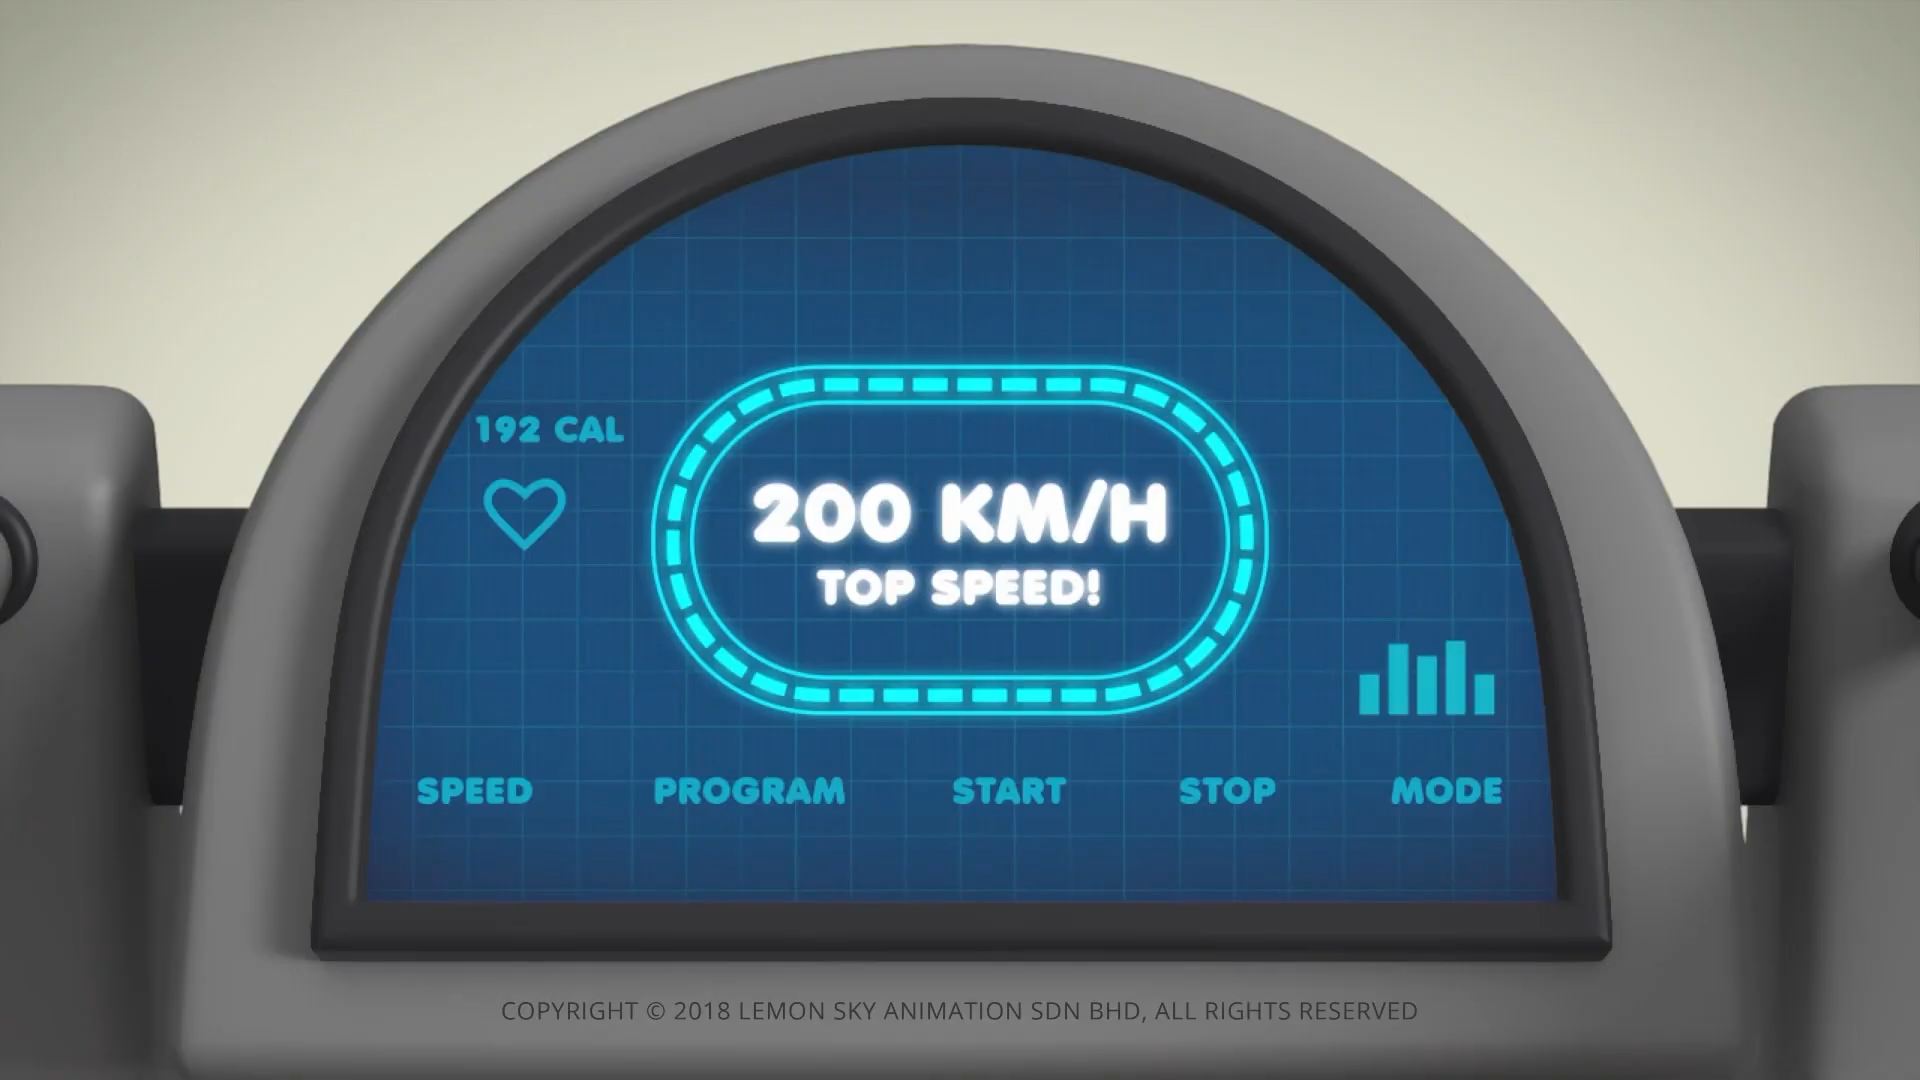 192 CAL
200 KM/H
TOP SPEED!
SPEED PROGRAM START STOP MODE
COPYRIGHT © 2018 LEMON SKY ANIMATION SDN BHD, ALL RIGHTS RESERVED